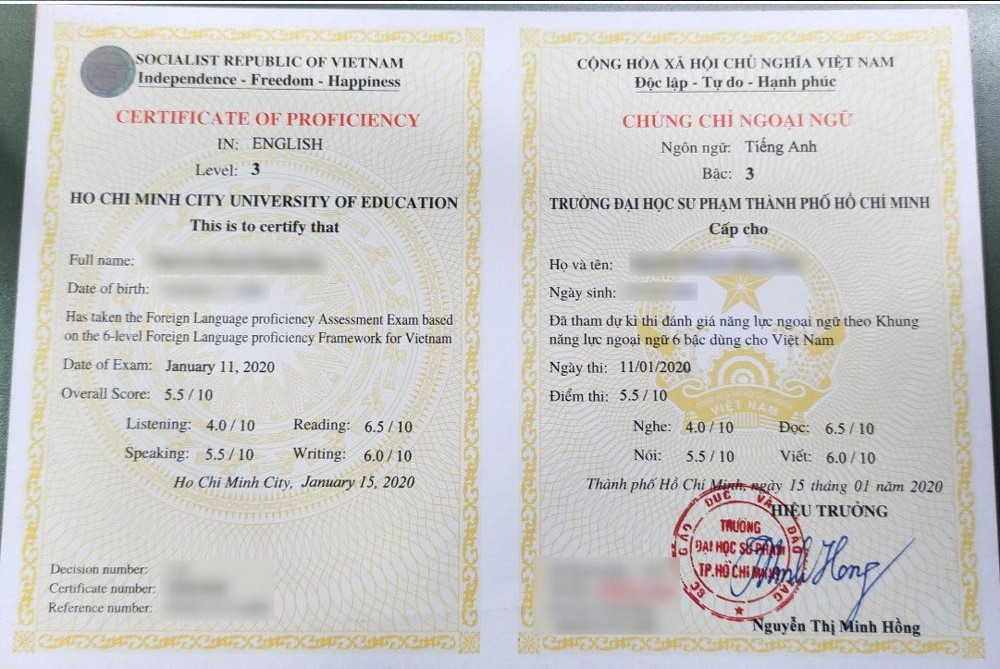 SOCIALIST REPUBLIC OF VIETNAM
Independence - Freedom - Happiness
CERTIFICATE OF PROFICIENCY
IN: ENGLISH
Level: 3
HO CHI MINH CITY UNIVERSITY OF EDUCATION
This is to certify that
Full name:
Date of birth:
Has taken the Foreign Language proficiency Assessment Exam based
on the 6-level Foreign Language proficiency Framework for Vietnam
Date of Exam: January 11, 2020
Overall Score: 5.5 / 10
Listening: 4.0 / 10 Reading: 6.5 / 10
Speaking: 5.5 / 10 Writing: 6.0 / 10
Ho Chi Minh City, January 15, 2020
Decision number:
Certificate number:
Reference number:
CỘNG HÒA XÃ HỘI CHỦ NGHĨA VIỆT NAM
Độc lập - Tự do - Hạnh phúc
CHỨNG CHỈ NGOẠI NGỮ
Ngôn ngữ: Tiếng Anh
Bậc: 3
TRƯỜNG ĐẠI HỌC SƯ PHẠM THÀNH PHỐ HỒ CHÍ MINH
Cấp cho
Họ và tên:
Ngày sinh:
Đã tham dự kì thi đánh giá năng lực ngoại ngữ theo Khung
năng lực ngoại ngữ 6 bậc dùng cho Việt Nam
Ngày thi: 11/01/2020
Điểm thi: 5.5 / 10
VIỆT NAM
Nghe: 4.0 / 10 Đọc: 6.5 / 10
Nói: 5.5 / 10 Viết: 6.0 / 10
Thành phố Hồ Chí Minh, ngày 15 tháng 01 năm 2020
HIỆU TRƯỞNG
GIÁO DỤC VÀ ĐÀO TẠO
TRƯỜNG
ĐẠI HỌC SƯ PHẠM
TP.HỒ CHÍ MINH
Minh Hong
Nguyễn Thị Minh Hồng